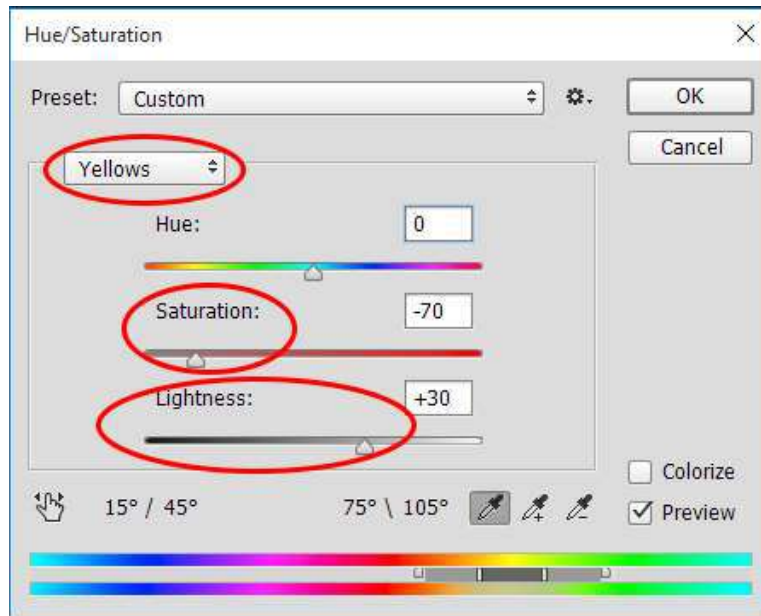 Hue/Saturation
Preset: Custom
OK
Cancel
Yellows
Hue: 0
Saturation: -70
Lightness: +30
Colorize
15° / 45° 75° \ 105° Preview